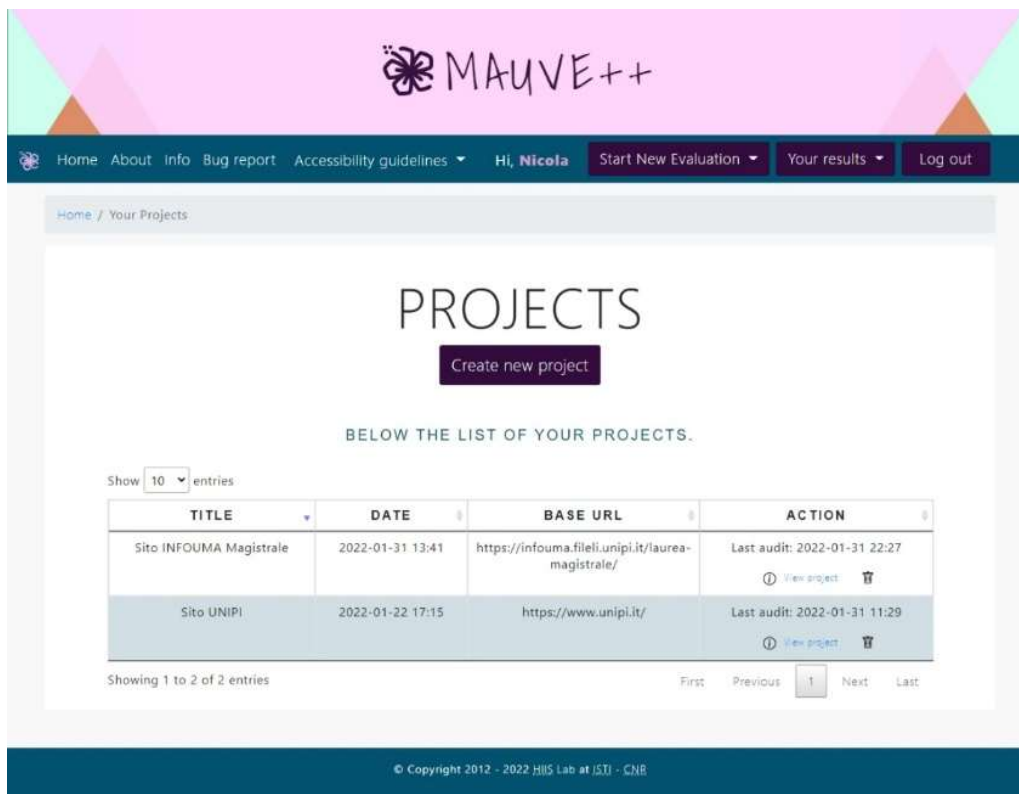 MAUVE++
Home About Info Bug report Accessibility guidelines Hi, Nicola Start New Evaluation Your results Log out
Home / Your Projects
PROJECTS
Create new project
BELOW THE LIST OF YOUR PROJECTS.
Show 10 entries
TITLE DATE BASE URL ACTION
Sito INFOUMA Magistrale 2022-01-31 13:41 https://infouma.fileli.unipi.it/laurea- Last audit: 2022-01-31 22:27
magistrale/
View project
Sito UNIPI 2022-01-22 17:15 https://www.unipi.it/ Last audit: 2022-01-31 11:29
View project
Showing 1 to 2 of 2 entries First Previous 1 Next Last
© Copyright 2012 - 2022 HIIS Lab at ISTI - CNR